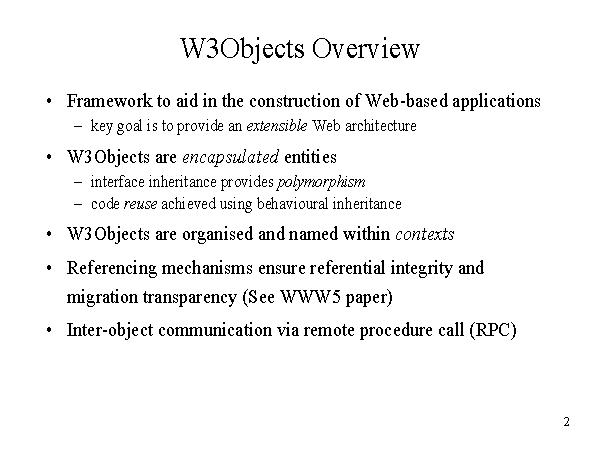 W3Objects Overview
• Framework to aid in the construction of Web-based applications
– key goal is to provide an extensible Web architecture
• W3Objects are encapsulated entities
– interface inheritance provides polymorphism
– code reuse achieved using behavioural inheritance
• W3Objects are organised and named within contexts
• Referencing mechanisms ensure referential integrity and
migration transparency (See WWW5 paper)
• Inter-object communication via remote procedure call (RPC)
2